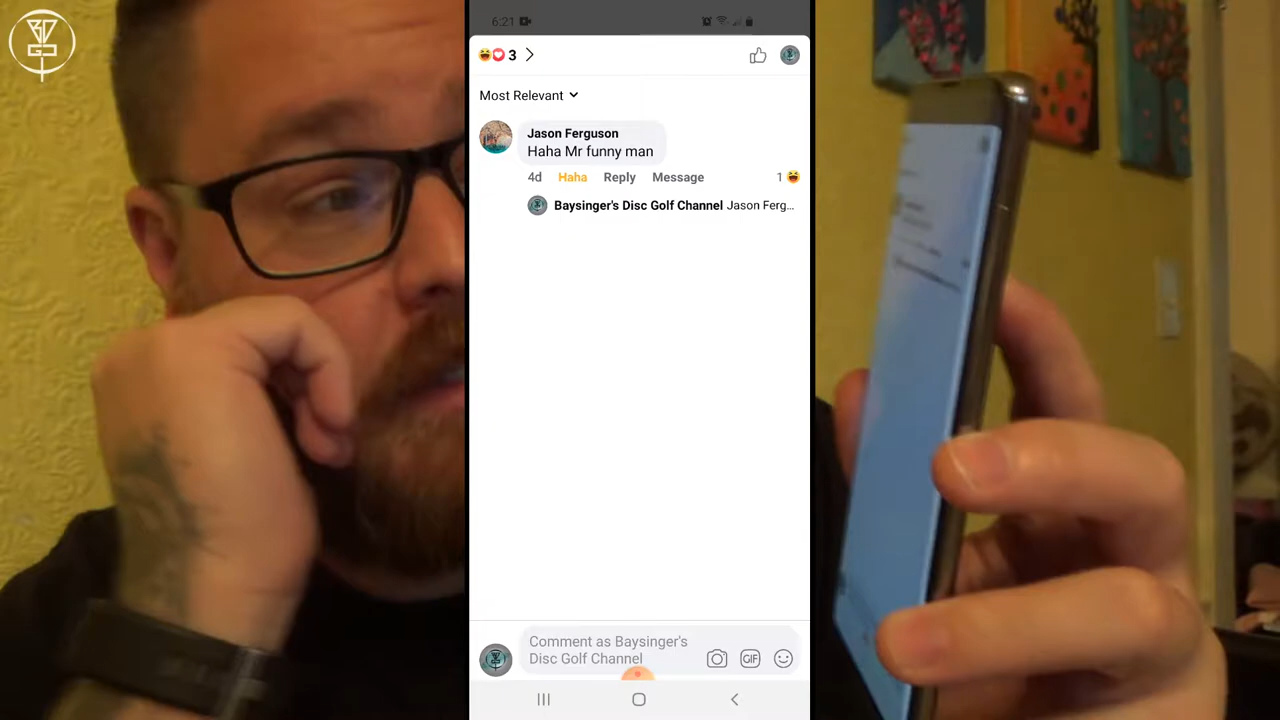 6:21
3
Most Relevant
Jason Ferguson
Haha Mr funny man
4d Haha Reply Message 1
Baysinger's Disc Golf Channel Jason Ferg...
Comment as Baysinger's
Disc Golf Channel
GIF